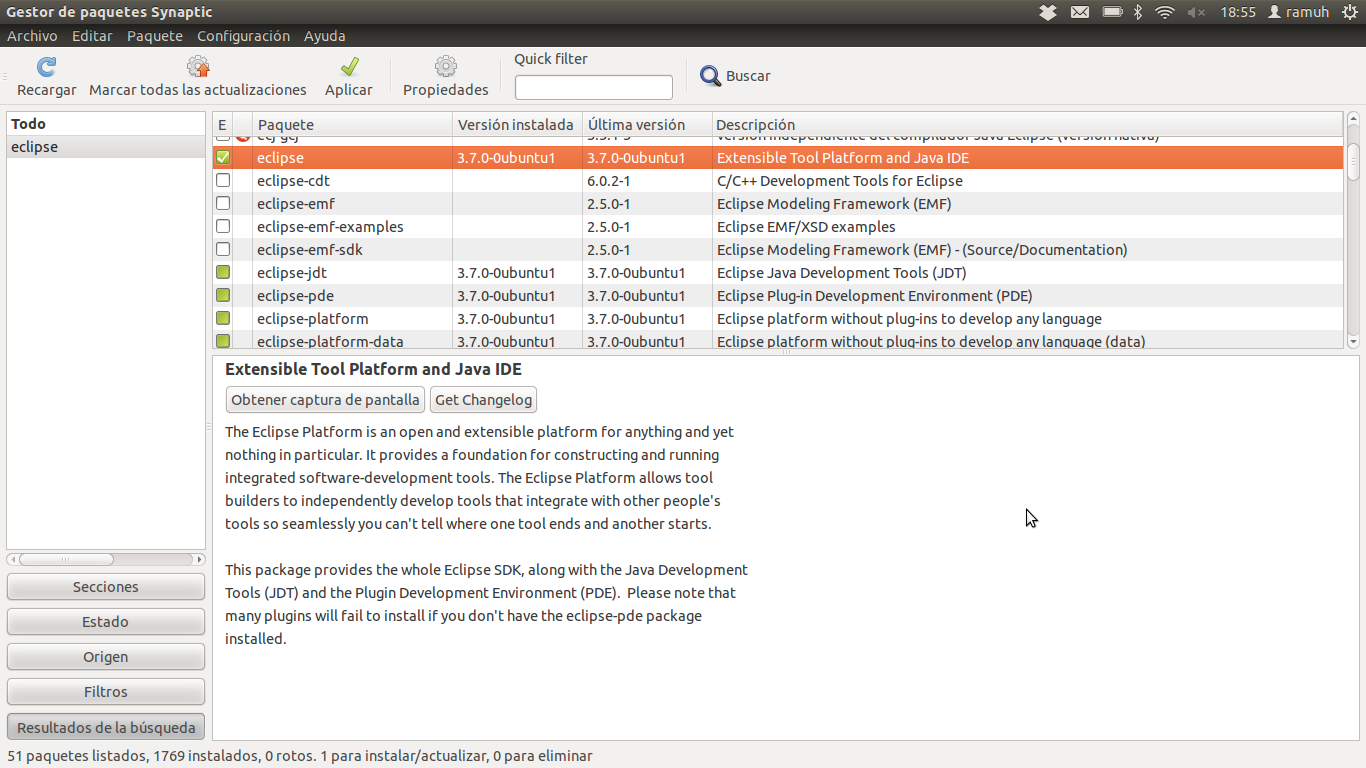 Gestor de paquetes Synaptic 18:55 ramuh
Archivo Editar Paquete Configuración Ayuda
Quick filter
Recargar Marcar todas las actualizaciones Aplicar Propiedades Buscar
Todo
eclipse
E Paquete Versión instalada Última versión Descripción
ecj-gcj 3.5.1-3 Versión independiente del compilador Java Eclipse (versión nativa)
eclipse 3.7.0-0ubuntu1 3.7.0-0ubuntu1 Extensible Tool Platform and Java IDE
eclipse-cdt 6.0.2-1 C/C++ Development Tools for Eclipse
eclipse-emf 2.5.0-1 Eclipse Modeling Framework (EMF)
eclipse-emf-examples 2.5.0-1 Eclipse EMF/XSD examples
eclipse-emf-sdk 2.5.0-1 Eclipse Modeling Framework (EMF) - (Source/Documentation)
eclipse-jdt 3.7.0-0ubuntu1 3.7.0-0ubuntu1 Eclipse Java Development Tools (JDT)
eclipse-pde 3.7.0-0ubuntu1 3.7.0-0ubuntu1 Eclipse Plug-in Development Environment (PDE)
eclipse-platform 3.7.0-0ubuntu1 3.7.0-0ubuntu1 Eclipse platform without plug-ins to develop any language
eclipse-platform-data 3.7.0-0ubuntu1 3.7.0-0ubuntu1 Eclipse platform without plug-ins to develop any language (data)
Extensible Tool Platform and Java IDE
Obtener captura de pantalla Get Changelog
The Eclipse Platform is an open and extensible platform for anything and yet
nothing in particular. It provides a foundation for constructing and running
integrated software-development tools. The Eclipse Platform allows tool
builders to independently develop tools that integrate with other people's
tools so seamlessly you can't tell where one tool ends and another starts.
This package provides the whole Eclipse SDK, along with the Java Development
Tools (JDT) and the Plugin Development Environment (PDE).  Please note that
many plugins will fail to install if you don't have the eclipse-pde package
installed.
Secciones
Estado
Origen
Filtros
Resultados de la búsqueda
51 paquetes listados, 1769 instalados, 0 rotos. 1 para instalar/actualizar, 0 para eliminar